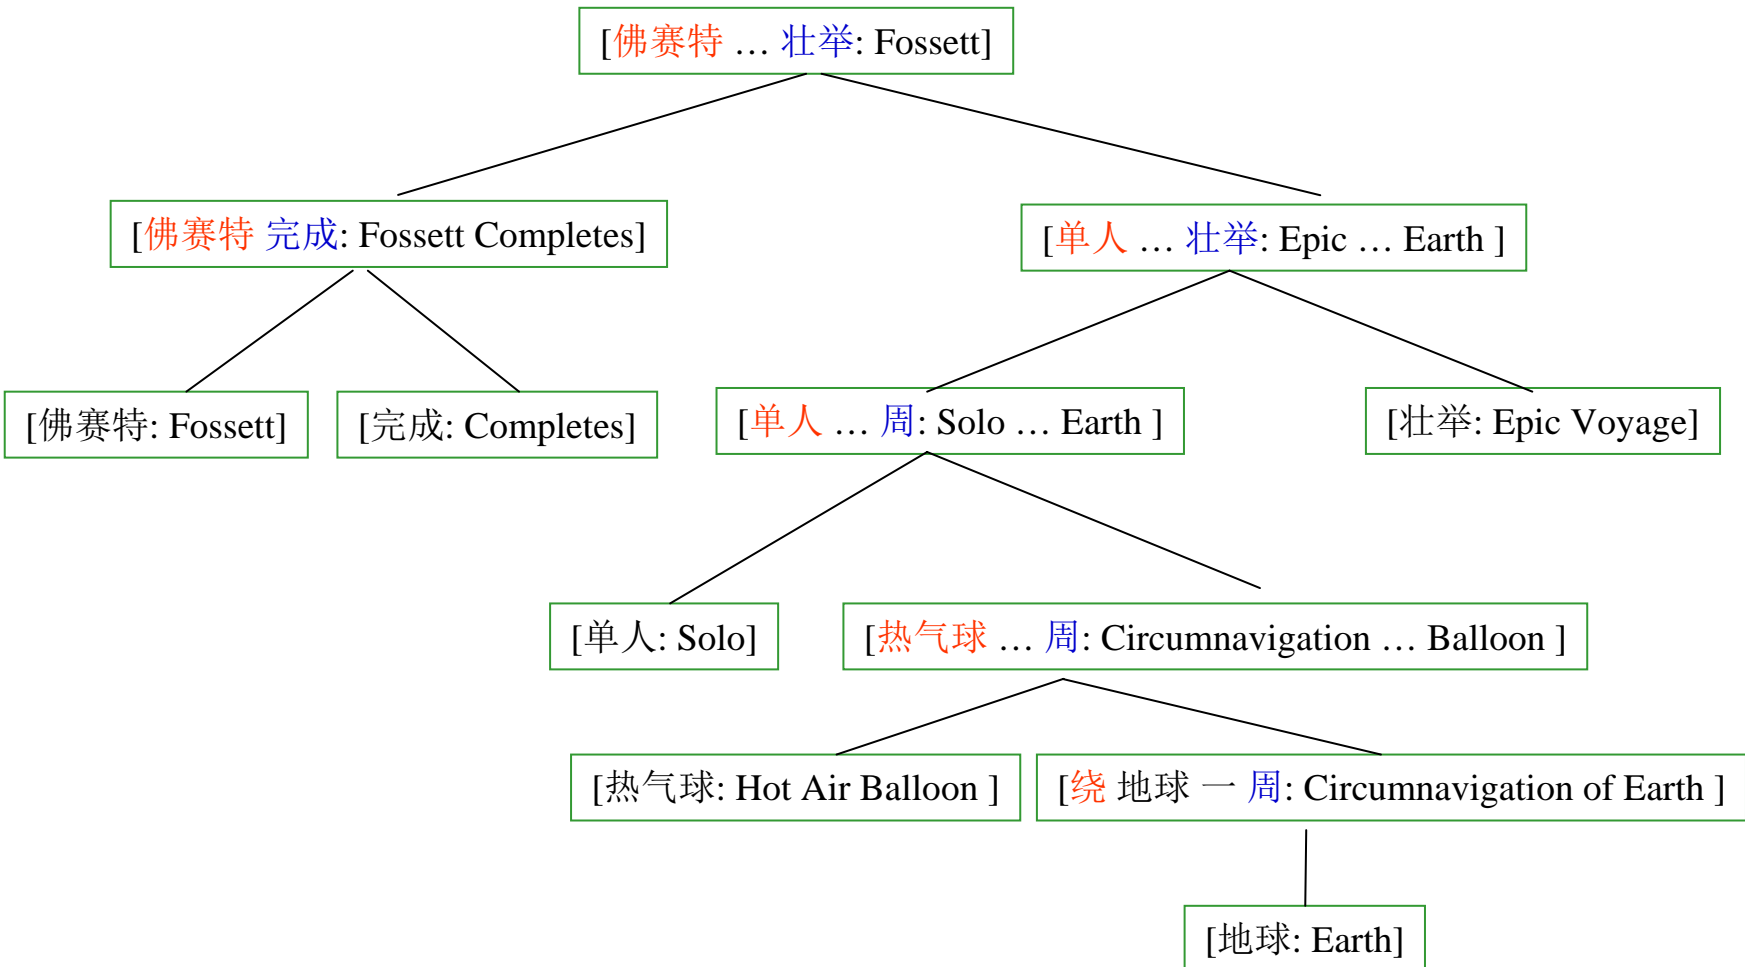 [佛赛特 … 壮举: Fossett]
[佛赛特 完成: Fossett Completes]
[单人 … 壮举: Epic … Earth ]
[佛赛特: Fossett]
[完成: Completes]
[单人 … 周: Solo … Earth ]
[壮举: Epic Voyage]
[单人: Solo]
[热气球 … 周: Circumnavigation … Balloon ]
[热气球: Hot Air Balloon ]
[绕 地球 一 周: Circumnavigation of Earth ]
[地球: Earth]